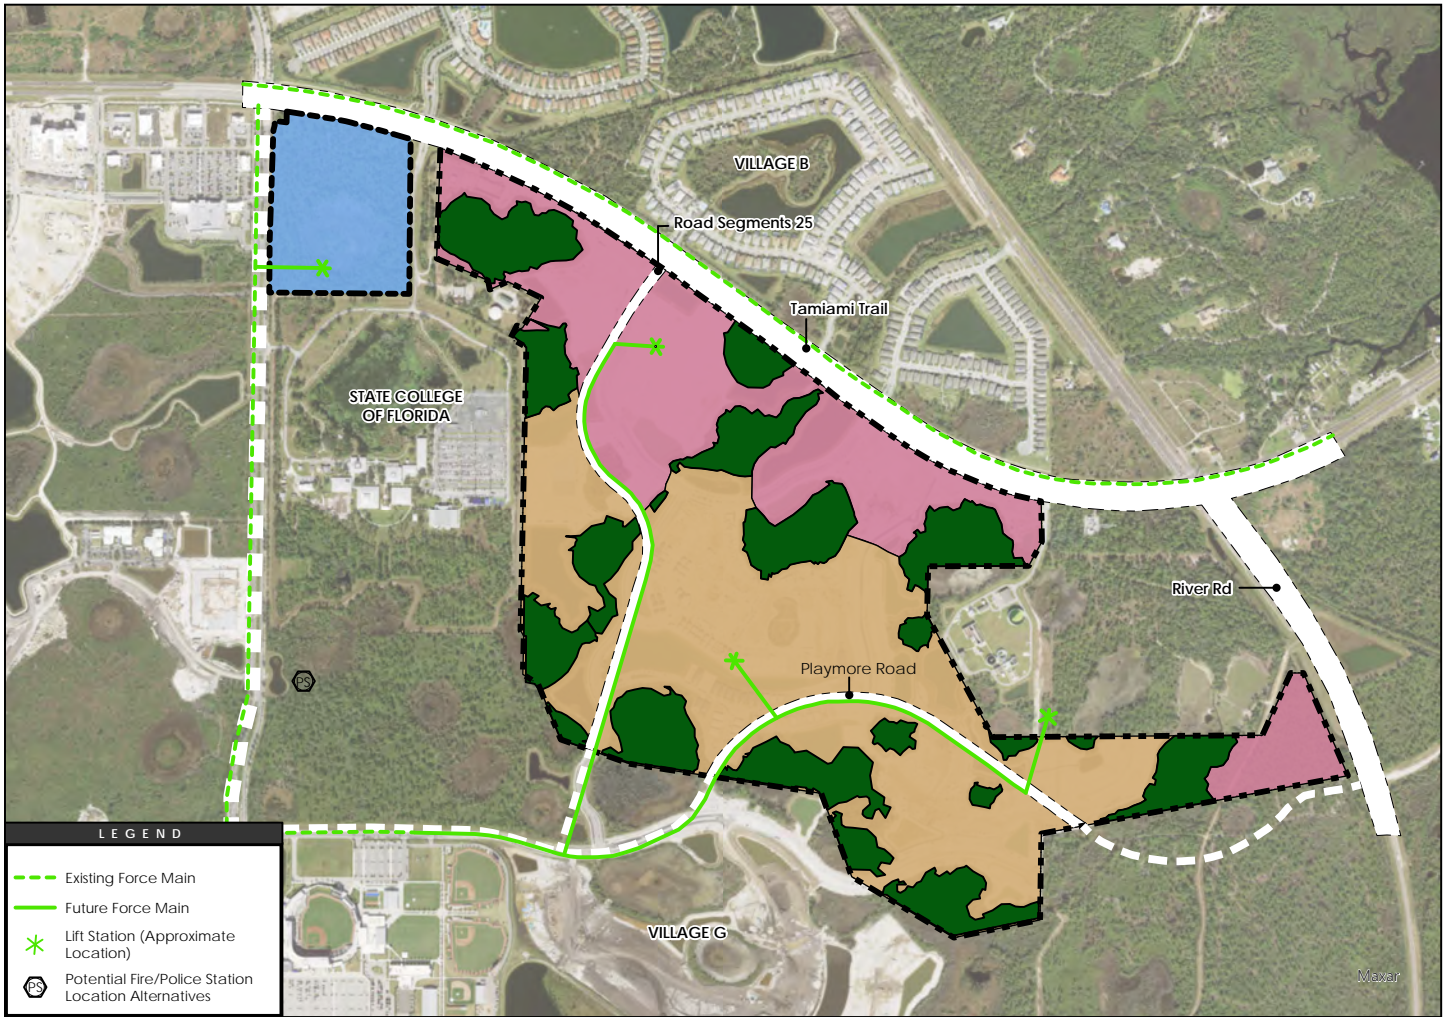 VILLAGE B
Road Segments 25
Tamiami Trail
STATE COLLEGE
OF FLORIDA
River Rd
PS
Playmore Road
VILLAGE G
Maxar
LEGEND
Existing Force Main
Future Force Main
Lift Station (Approximate
Location)
PS
Potential Fire/Police Station
Location Alternatives